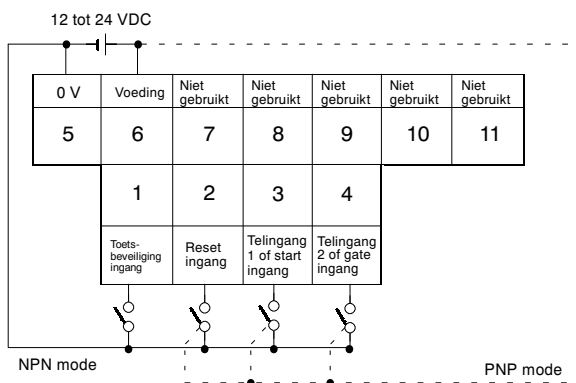 12 tot 24 VDC
0 V
Voeding
Niet
gebruikt
Niet
gebruikt
Niet
gebruikt
Niet
gebruikt
Niet
gebruikt
5
6
7
8
9
10
11
1
2
3
4
Toets-
beveiliging
ingang
Reset
ingang
Telingang
1 of start
ingang
Telingang
2 of gate
ingang
NPN mode
PNP mode